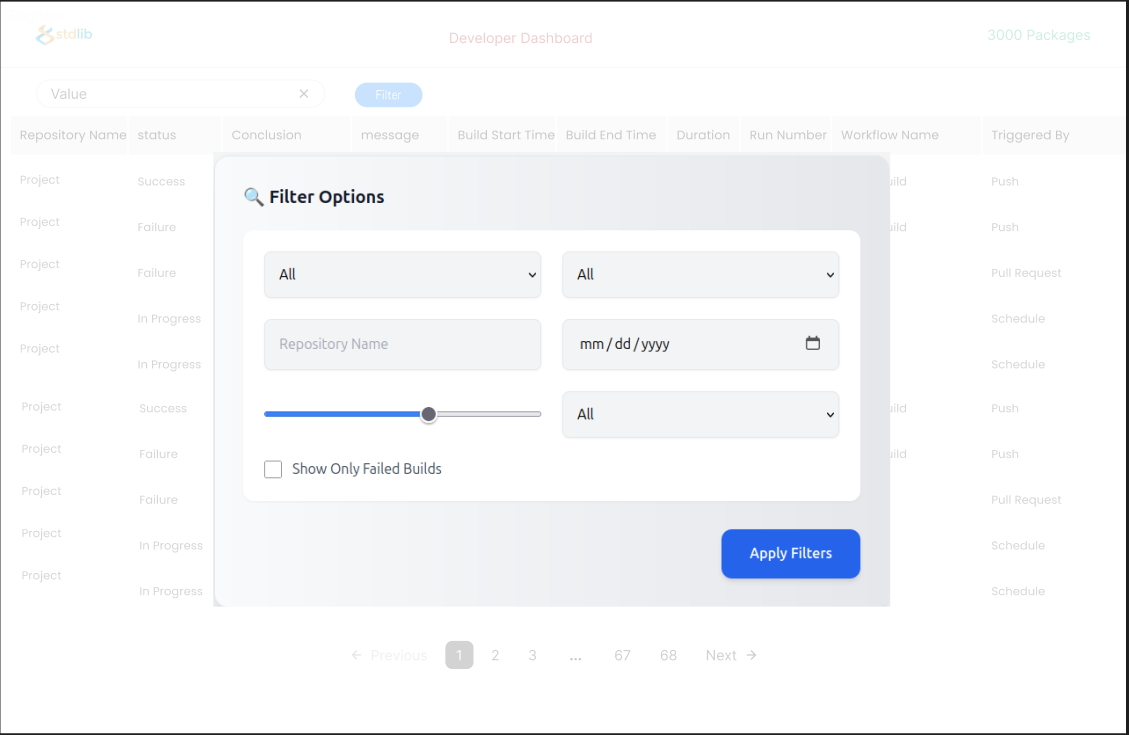 stdlib
Developer Dashboard
3000 Packages
Value
Filter
Repository Name status Conclusion message Build Start Time Build End Time Duration Run Number Workflow Name Triggered By
Project Success Push
Project Failure Push
Project Failure Pull Request
Project In Progress Schedule
Project In Progress Schedule
Project Success Push
Project Failure Push
Project Failure Pull Request
Project In Progress Schedule
Project In Progress Schedule
Filter Options
All All
Repository Name mm / dd / yyyy
All
Show Only Failed Builds
Apply Filters
← Previous 1 2 3 ... 67 68 Next →